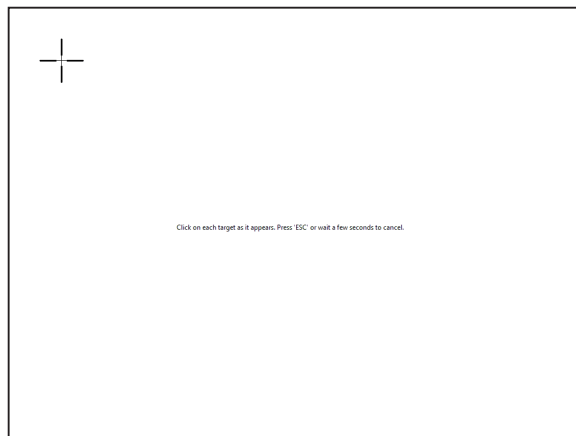 Click on each target as it appears. Press 'ESC' or wait a few seconds to cancel.